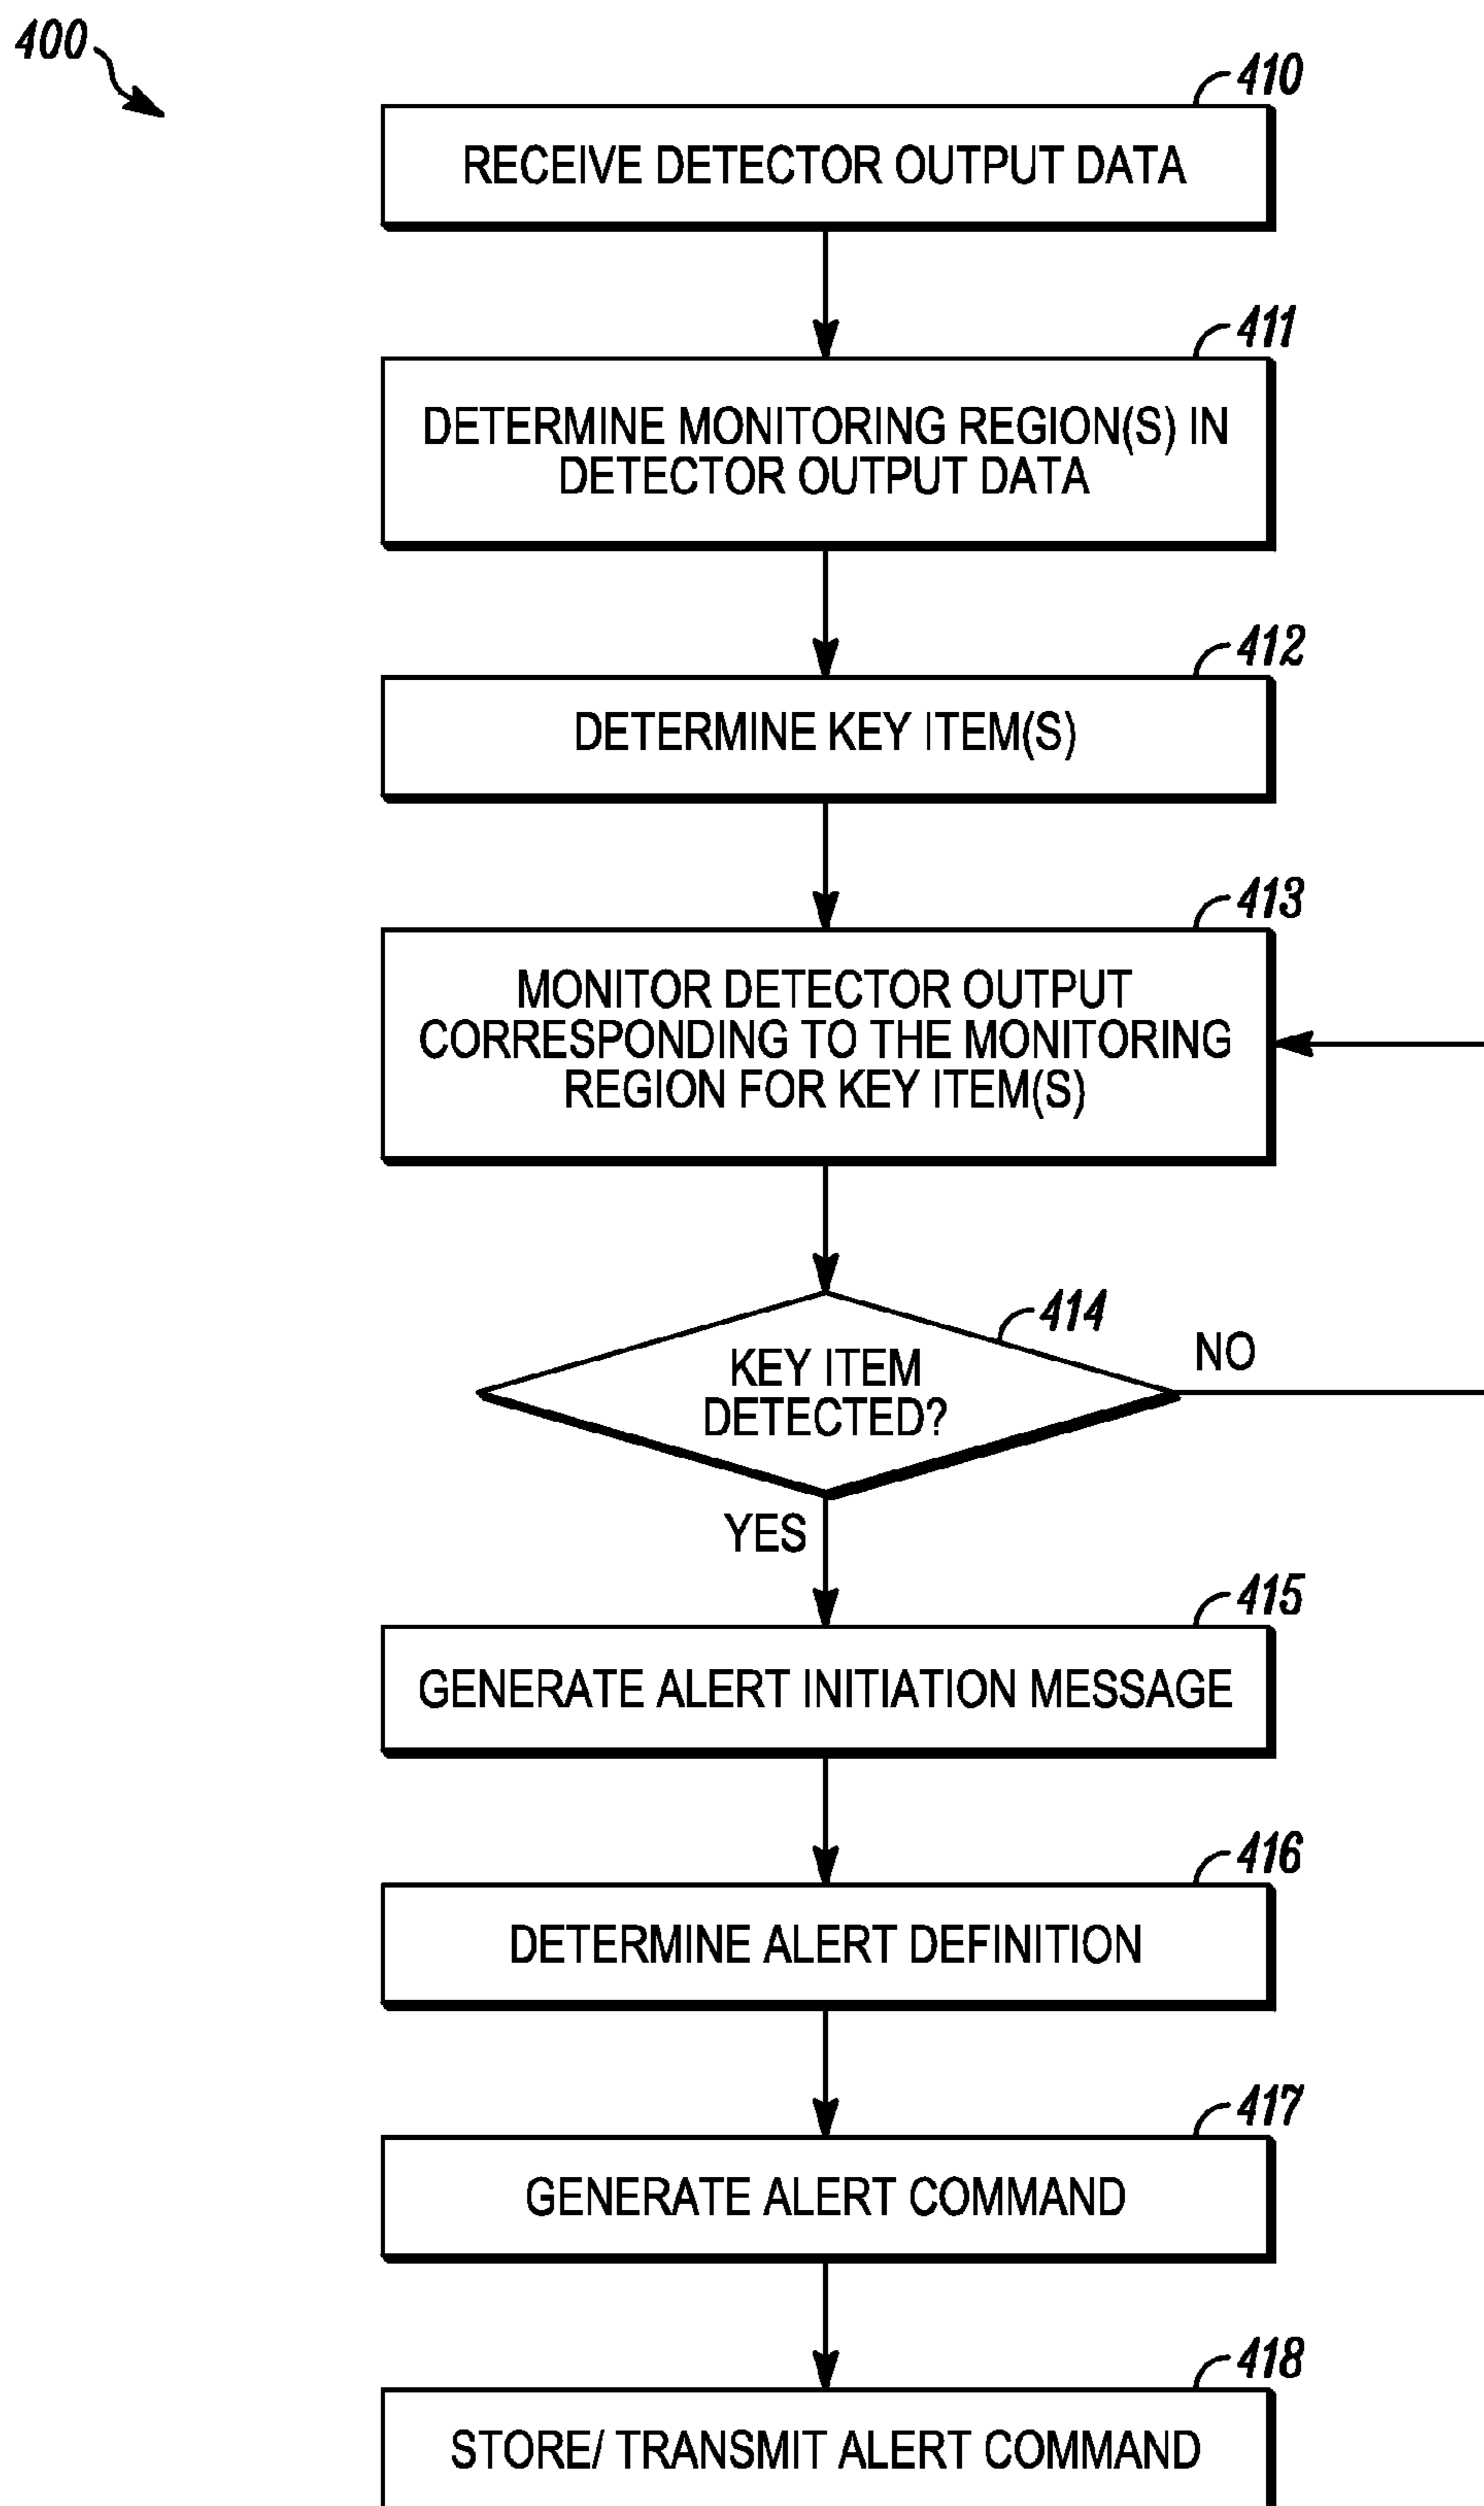 400
410
RECEIVE DETECTOR OUTPUT DATA
411
DETERMINE MONITORING REGION(S) IN
DETECTOR OUTPUT DATA
412
DETERMINE KEY ITEM(S)
413
MONITOR DETECTOR OUTPUT
CORRESPONDING TO THE MONITORING
REGION FOR KEY ITEM(S)
414
KEY ITEM
DETECTED?
NO
YES
415
GENERATE ALERT INITIATION MESSAGE
416
DETERMINE ALERT DEFINITION
417
GENERATE ALERT COMMAND
418
STORE/ TRANSMIT ALERT COMMAND